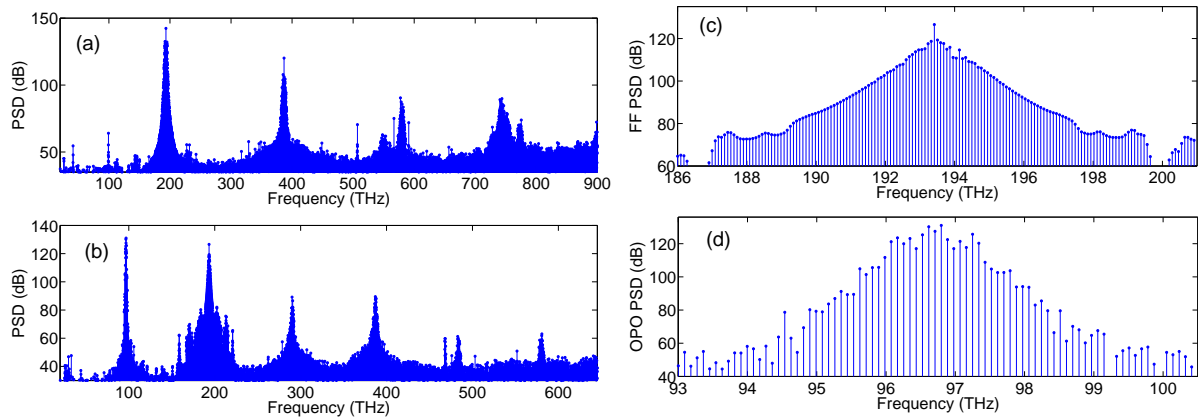 (a)
PSD (dB)
150
100
50
100 200 300 400 500 600 700 800 900
Frequency (THz)
(b)
PSD (dB)
140
120
100
80
60
40
100 200 300 400 500 600
Frequency (THz)
(c)
FF PSD (dB)
120
100
80
60
186 188 190 192 194 196 198 200
Frequency (THz)
(d)
OPO PSD (dB)
120
100
80
60
40
93 94 95 96 97 98 99 100
Frequency (THz)